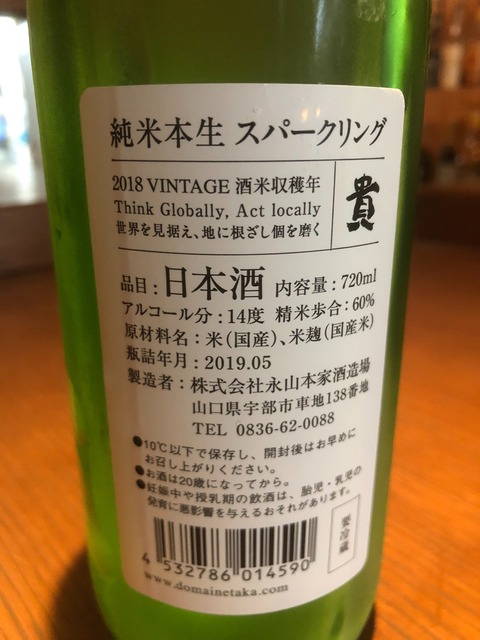 純米本生 スパークリング
2018 VINTAGE 酒米収穫年
Think Globally, Act locally
世界を見据え、地に根ざし個を磨く
貴
品目：日本酒 内容量：720ml
アルコール分：14度 精米歩合：60%
原材料名：米（国産）、米麹（国産米）
瓶詰年月：2019.05
製造者：株式会社永山本家酒造場
山口県宇部市車地138番地
TEL 0836-62-0088
●10℃以下で保存し、開封後はお早めに
お召し上がりください。
●お酒は20歳になってから。
●妊娠中や授乳期の飲酒は、胎児・乳児の
発育に悪影響を与えるおそれがあります。
要冷蔵
4 532786 014590
www.domainetaka.com